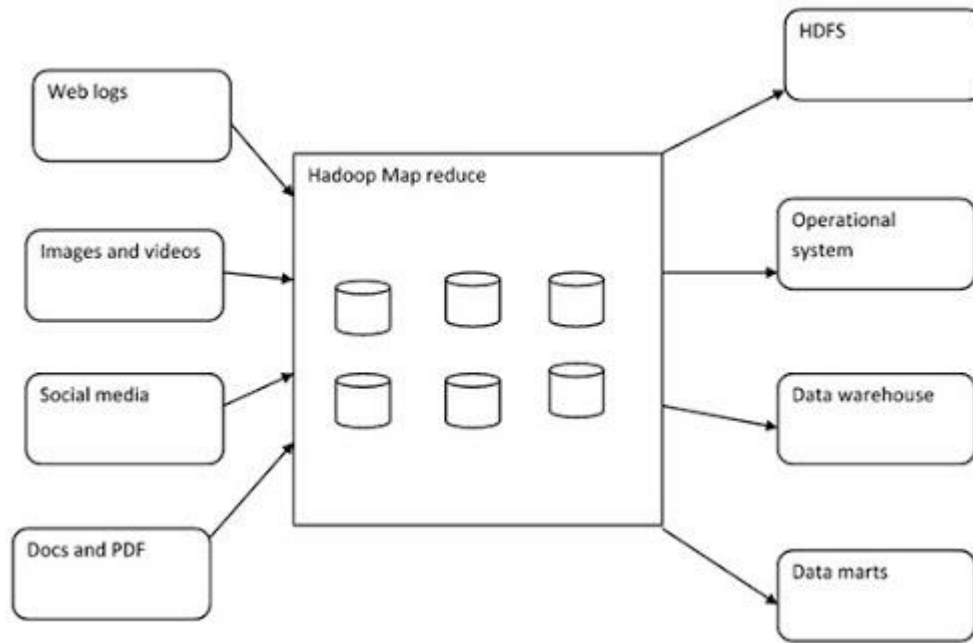 Web logs
Images and videos
Social media
Docs and PDF
Hadoop Map reduce
HDFS
Operational
system
Data warehouse
Data marts